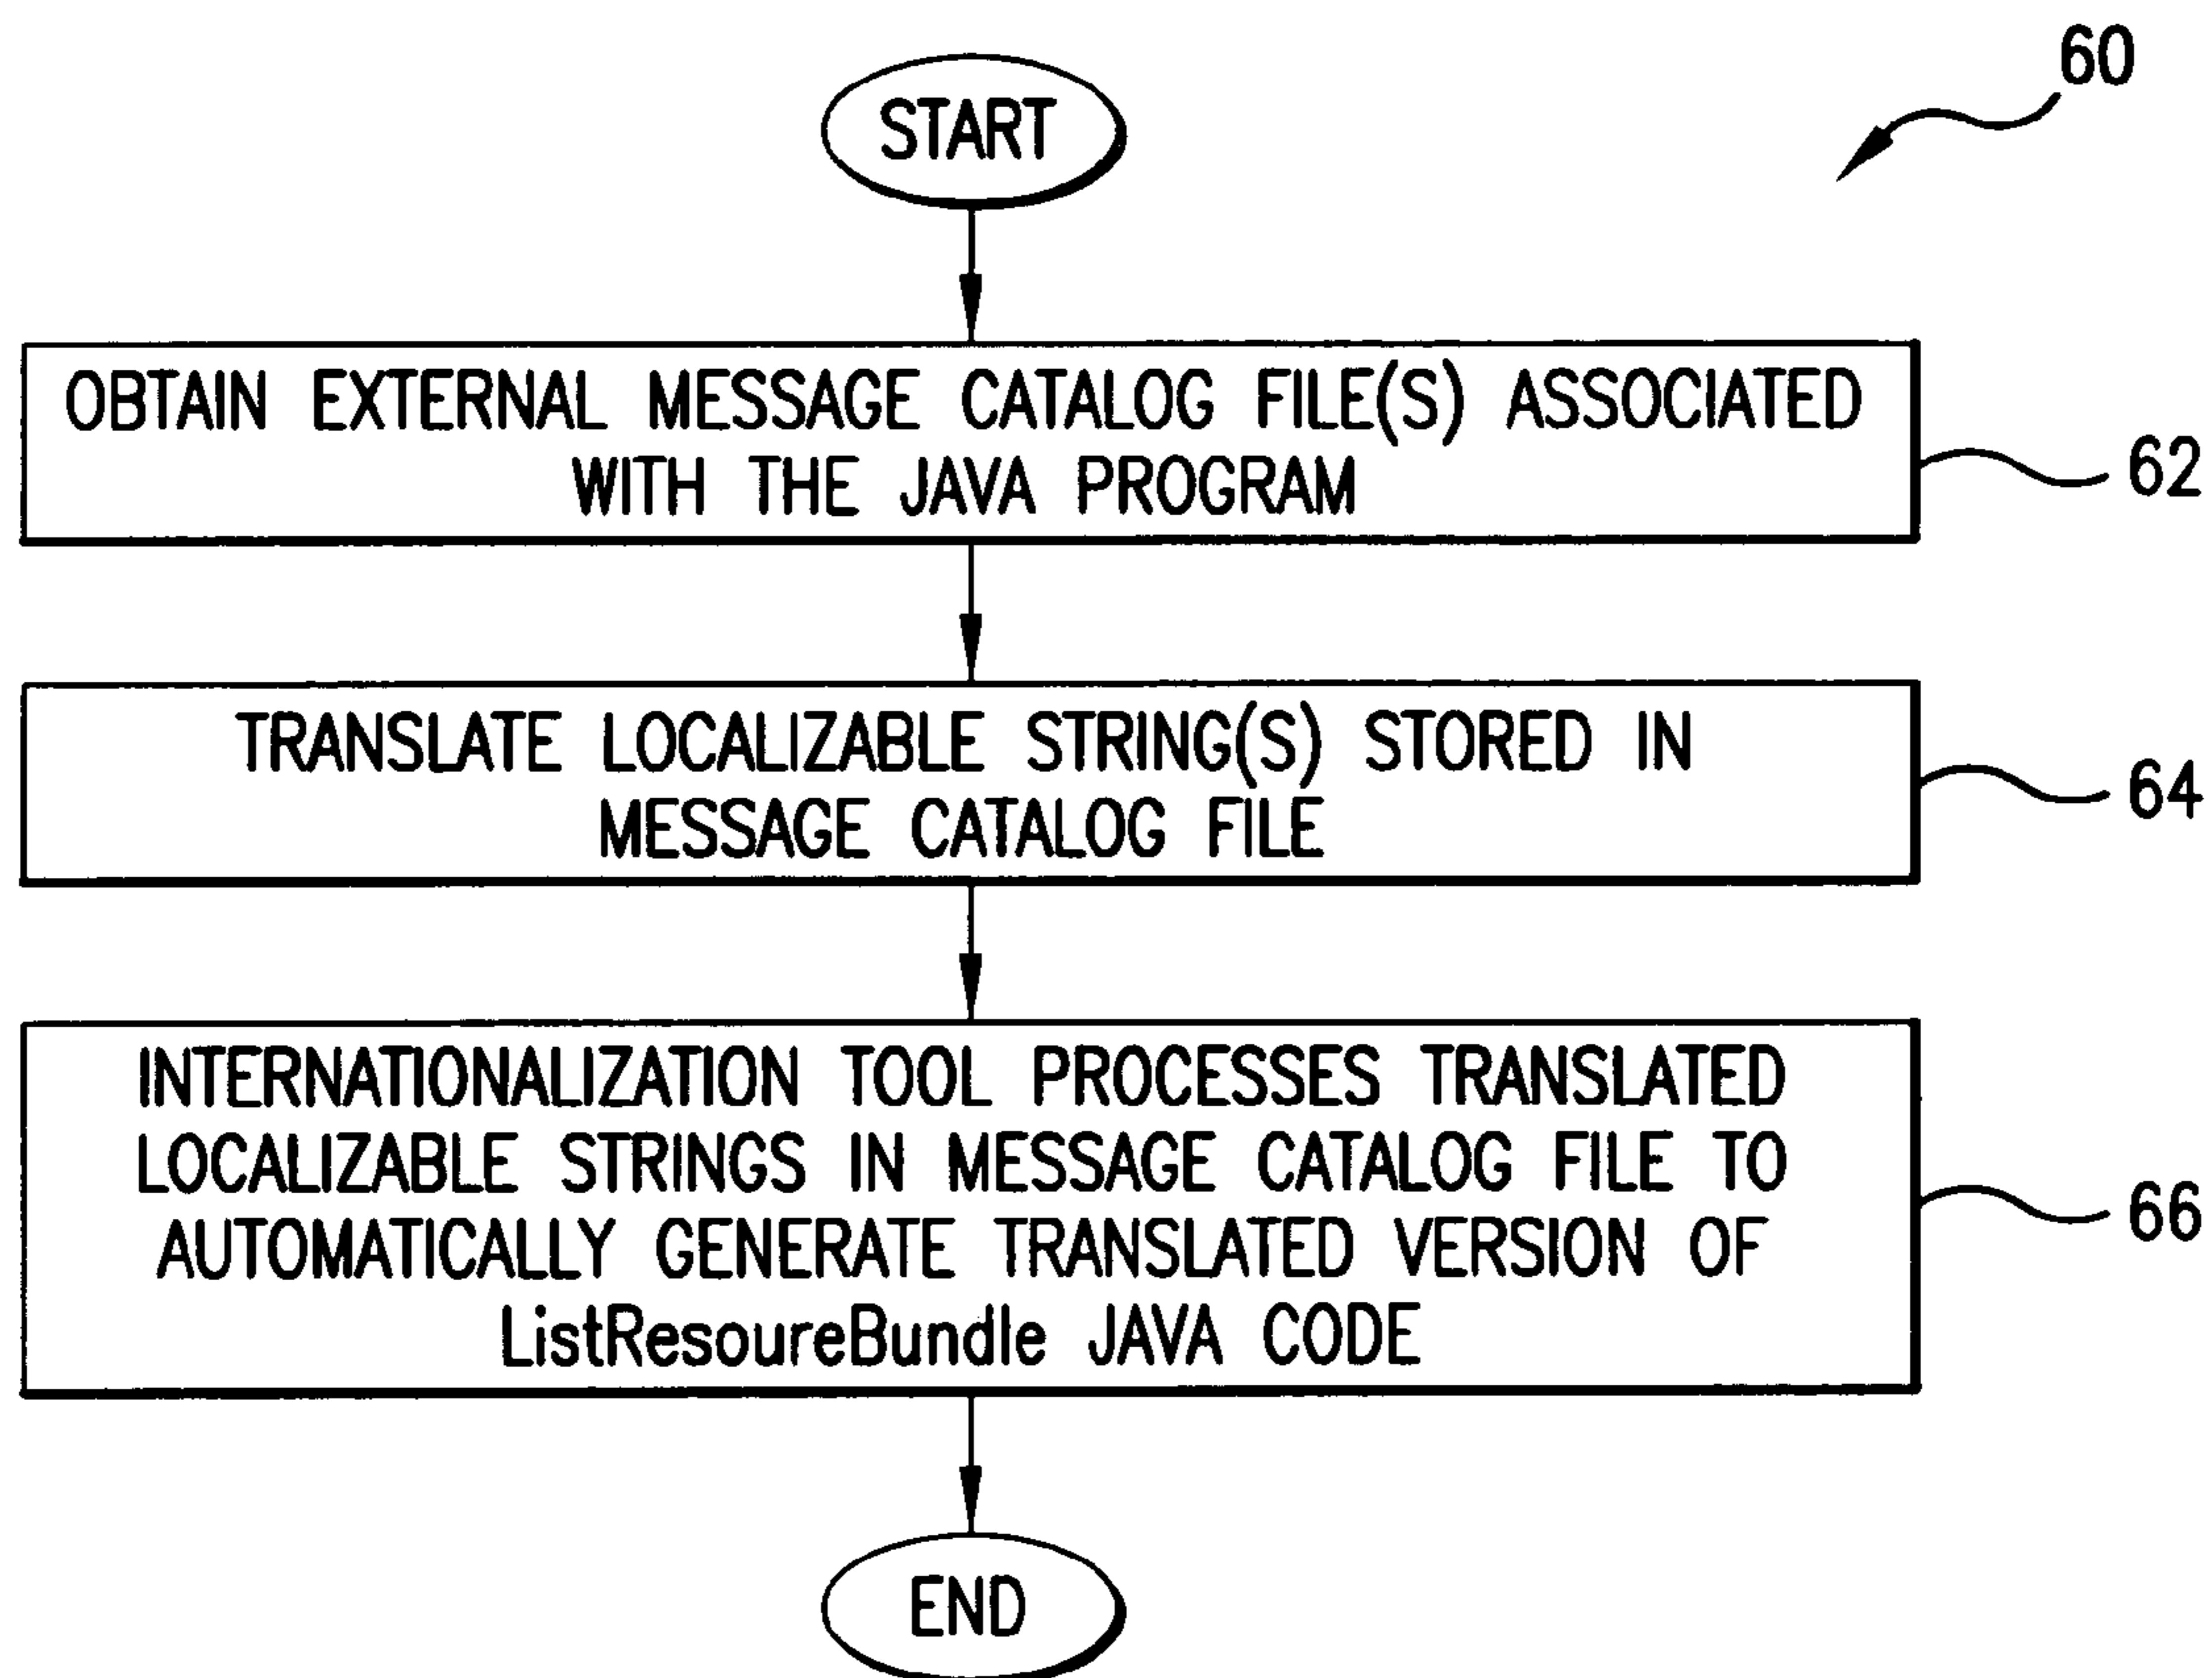 60
START
OBTAIN EXTERNAL MESSAGE CATALOG FILE(S) ASSOCIATED
WITH THE JAVA PROGRAM
62
TRANSLATE LOCALIZABLE STRING(S) STORED IN
MESSAGE CATALOG FILE
64
INTERNATIONALIZATION TOOL PROCESSES TRANSLATED
LOCALIZABLE STRINGS IN MESSAGE CATALOG FILE TO
AUTOMATICALLY GENERATE TRANSLATED VERSION OF
ListResoureBundle JAVA CODE
66
END